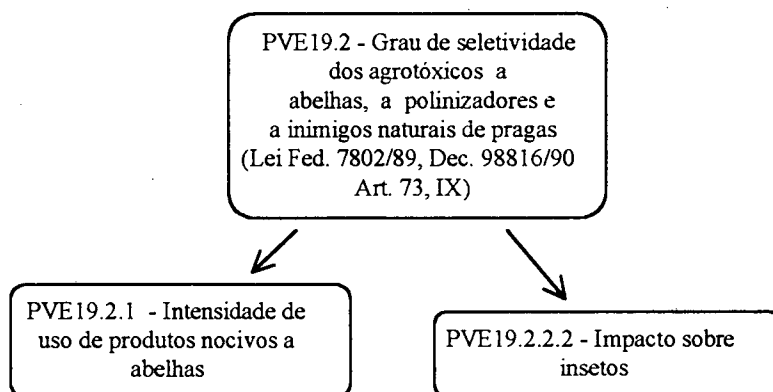 PVE19.2 - Grau de seletividade
dos agrotóxicos a
abelhas, a polinizadores e
a inimigos naturais de pragas
(Lei Fed. 7802/89, Dec. 98816/90
Art. 73, IX)
PVE19.2.1 - Intensidade de
uso de produtos nocivos a
abelhas
PVE19.2.2.2 - Impacto sobre
insetos